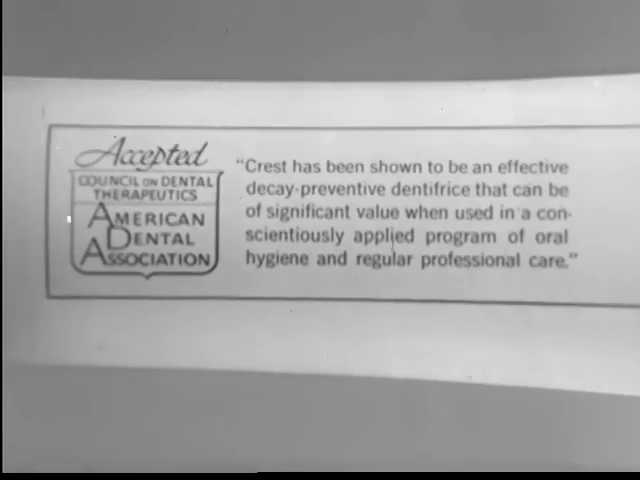 Accepted
COUNCIL ON DENTAL
THERAPEUTICS
AMERICAN
DENTAL
ASSOCIATION
"Crest has been shown to be an effective
decay-preventive dentifrice that can be
of significant value when used in a con-
scientiously applied program of oral
hygiene and regular professional care."